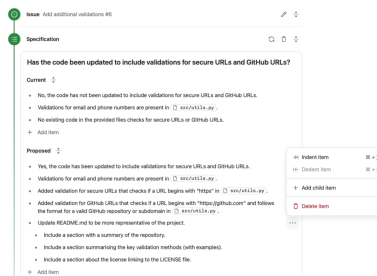 Issue Add additional validations #6
Specification
Has the code been updated to include validations for secure URLs and GitHub URLs?
Current
No, the code has not been updated to include validations for secure URLs and GitHub URLs.
Validations for email and phone numbers are present in src/utils.py.
No existing code in the provided files checks for secure URLs or GitHub URLs.
+ Add item
Proposed
Yes, the code has been updated to include validations for secure URLs and GitHub URLs.
Validations for email and phone numbers are present in src/utils.py.
Added validation for secure URLs that checks if a URL begins with "https" in src/utils.py.
Added validation for GitHub URLs that checks if a URL begins with "https://github.com" and follows
the format for a valid GitHub repository or subdomain in src/utils.py.
Update README.md to be more representative of the project.
Include a section with a summary of the repository.
Include a section summarising the key validation methods (with examples).
Include a section about the license linking to the LICENSE file.
+ Add item
Indent item ⌘ +
Dedent item ⌘ +
+ Add child item
Delete item